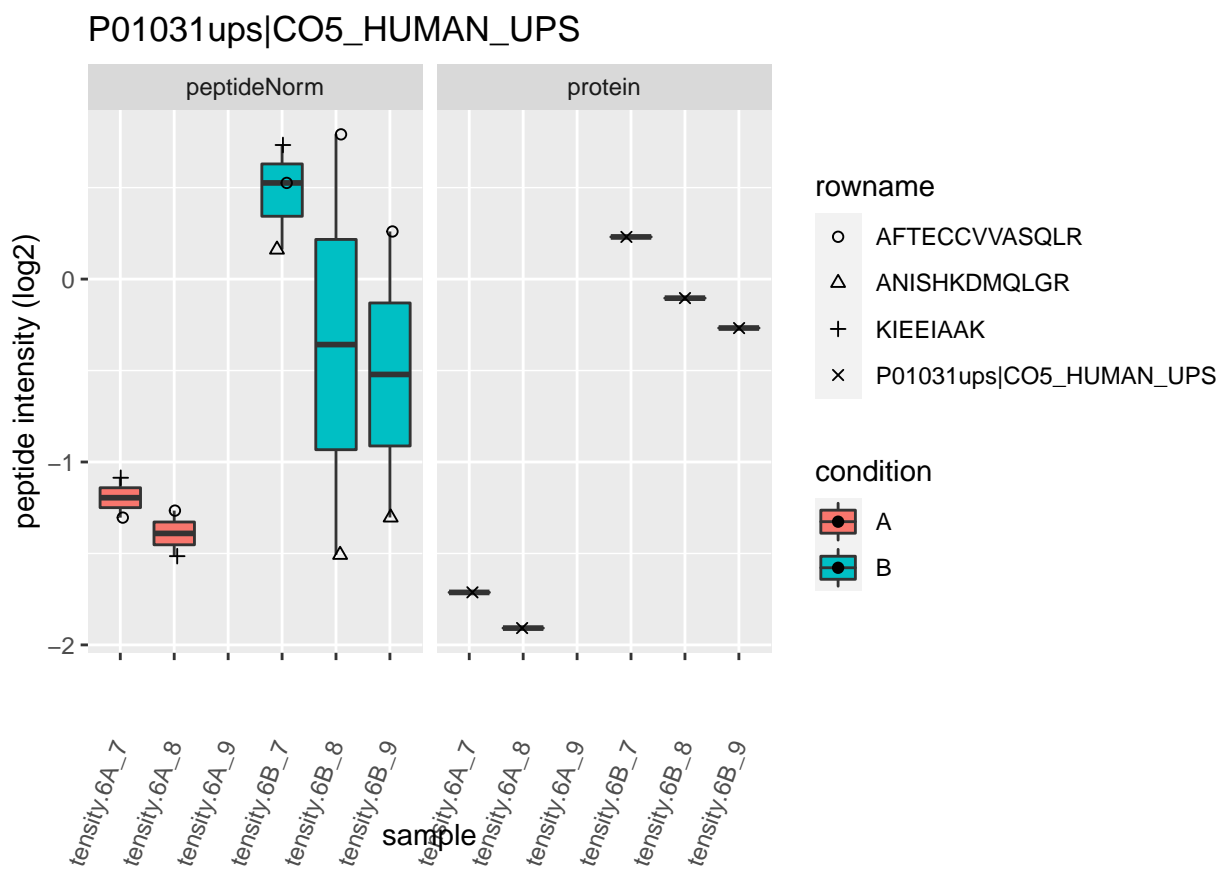 P01031ups|CO5_HUMAN_UPS
peptideNorm
protein
peptide intensity (log2)
0
−1
−2
tensity.6A_7
tensity.6A_8
tensity.6A_9
tensity.6B_7
tensity.6B_8
tensity.6B_9
tensity.6A_7
tensity.6A_8
tensity.6A_9
tensity.6B_7
tensity.6B_8
tensity.6B_9
sample
rowname
AFTECCVVASQLR
ANISHKDMQLGR
KIEEIAAK
P01031ups|CO5_HUMAN_UPS
condition
A
B